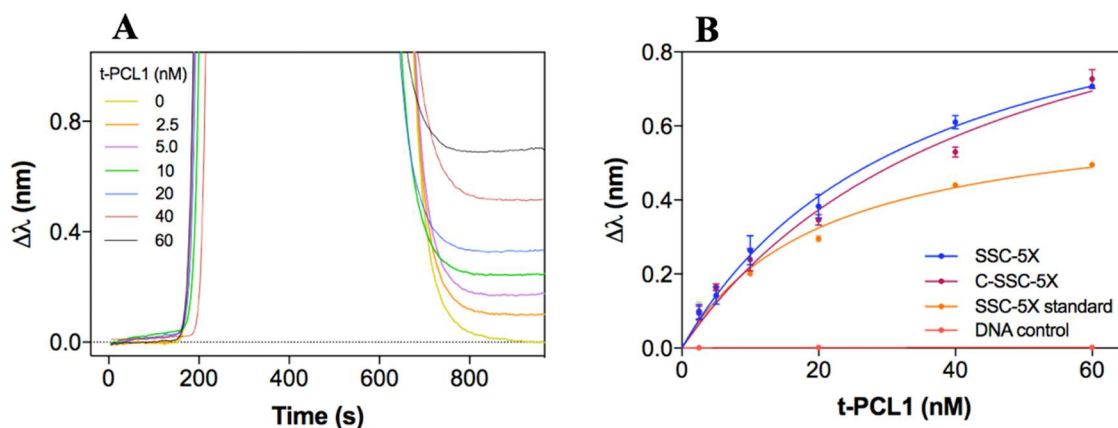 A
t-PCL1 (nM)
0
2.5
5.0
10
20
40
60
0.8
0.4
0.0
Δλ (nm)
0 200 400 600 800
Time (s)
B
0.8
0.6
0.4
0.2
0.0
Δλ (nm)
SSC-5X
C-SSC-5X
SSC-5X standard
DNA control
0 20 40 60
t-PCL1 (nM)